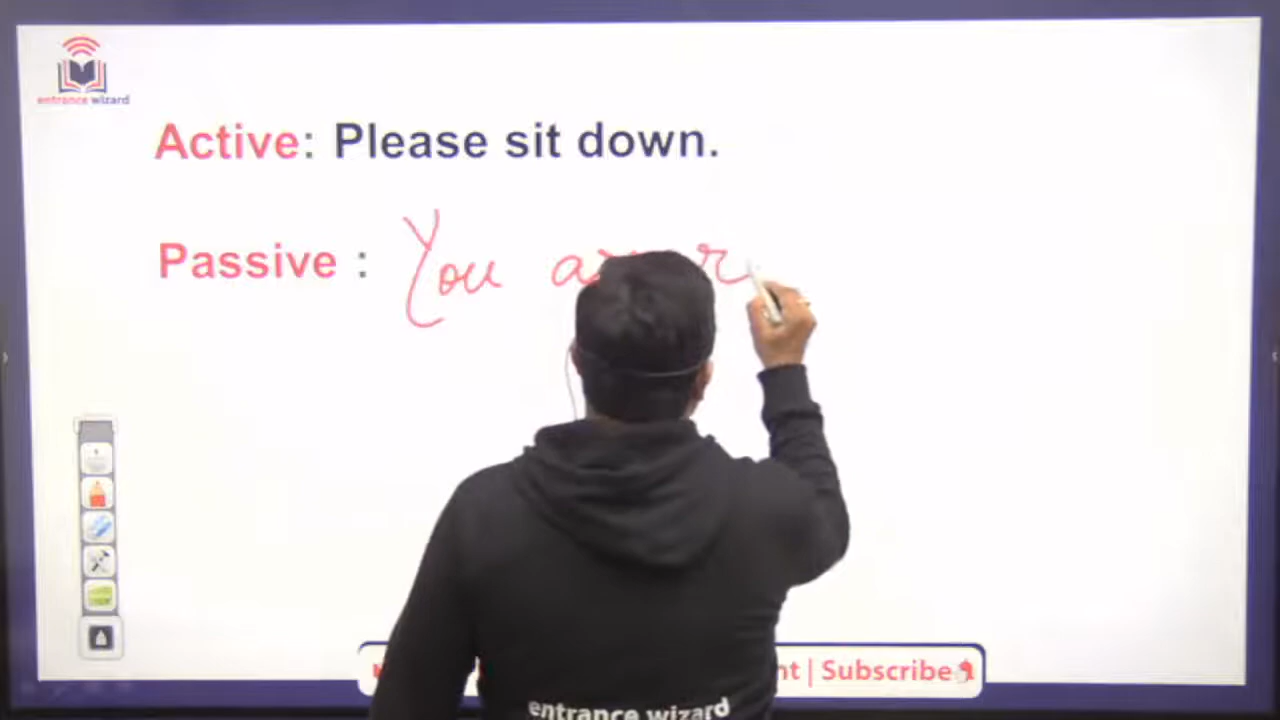 entrance wizard
Active: Please sit down.
Passive : You
| Subscribe
entrance wizard